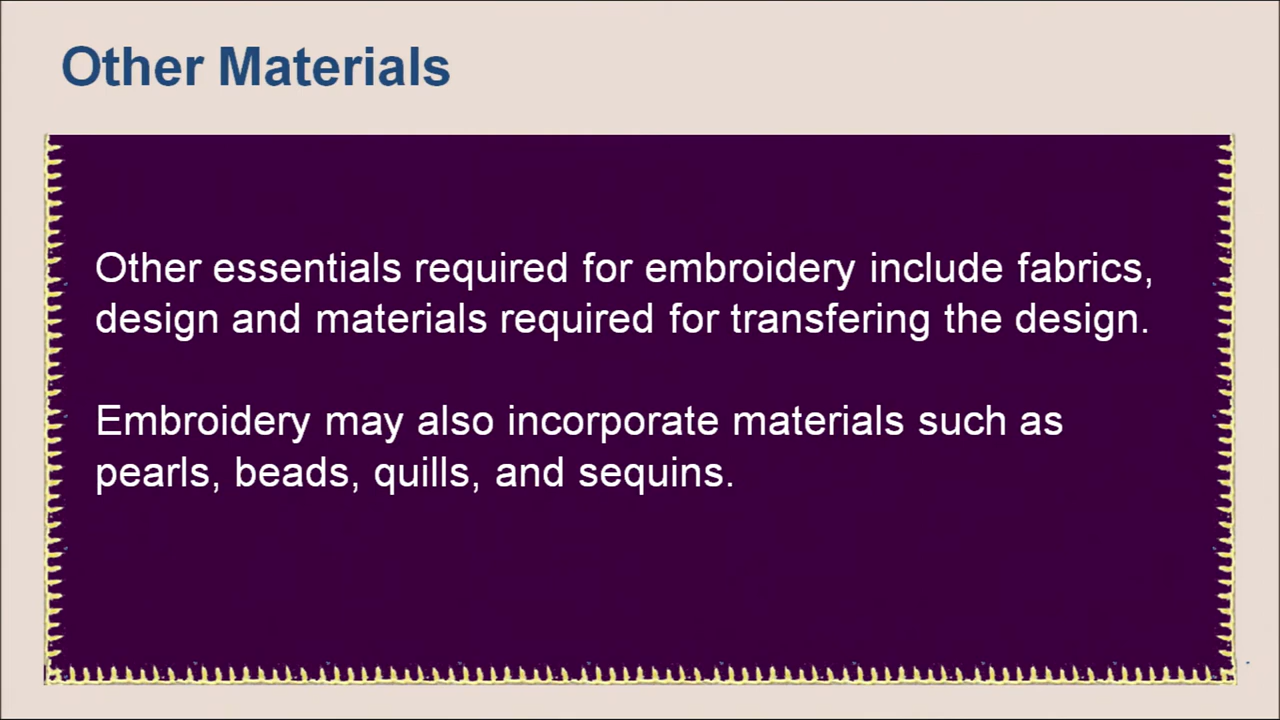 Other Materials
Other essentials required for embroidery include fabrics,
design and materials required for transfering the design.
Embroidery may also incorporate materials such as
pearls, beads, quills, and sequins.